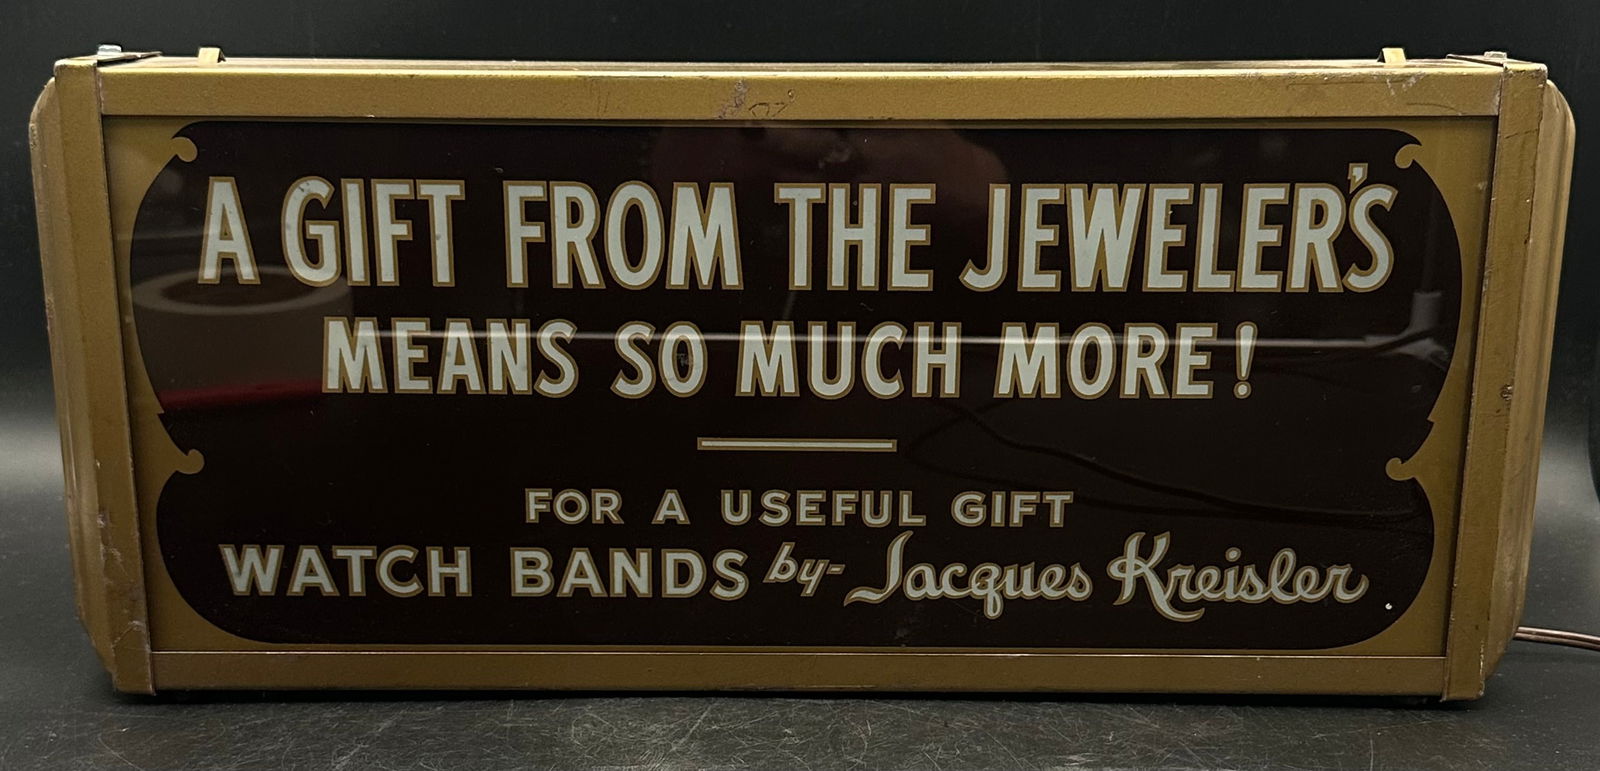 A GIFT FROM THE JEWELER'S
MEANS SO MUCH MORE!
FOR A USEFUL GIFT
WATCH BANDS by- Jacques Kreisler